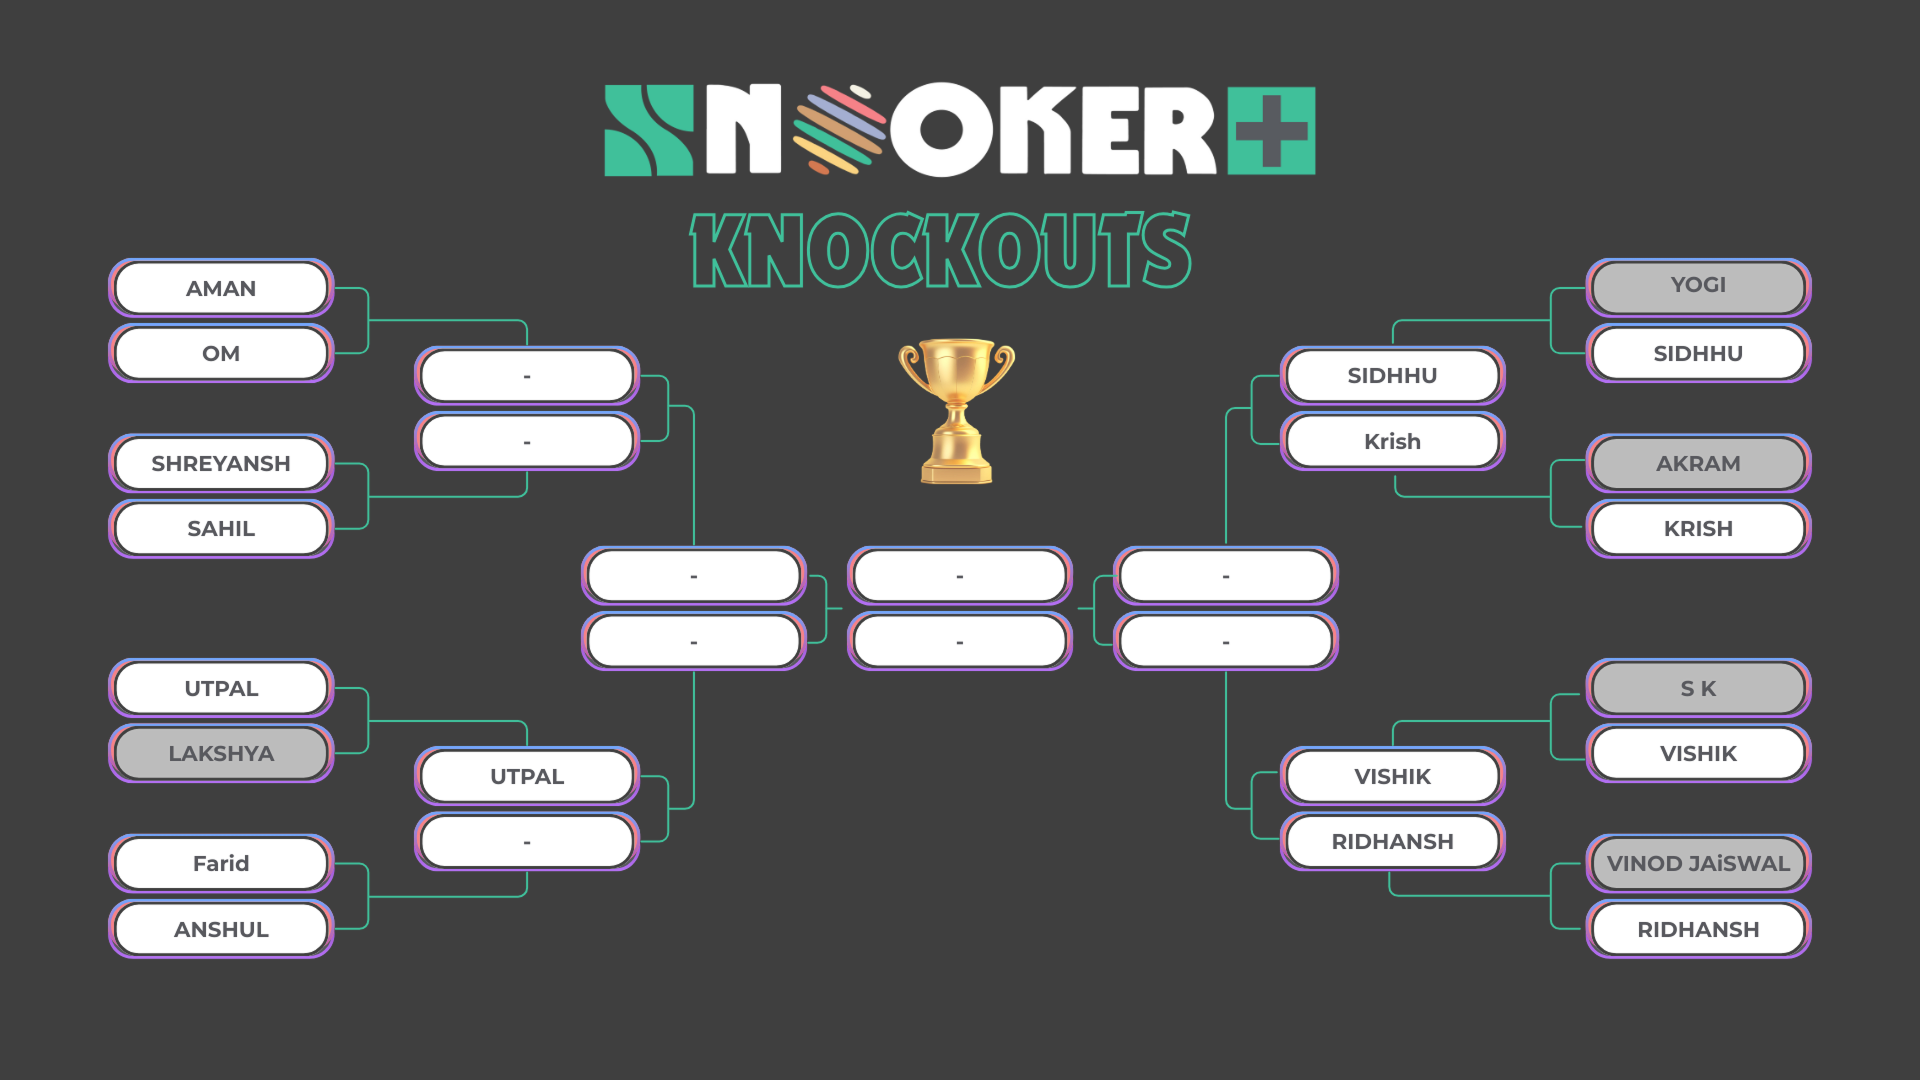 SNOOKER+
KNOCKOUTS
AMAN
OM
SHREYANSH
SAHIL
UTPAL
LAKSHYA
Farid
ANSHUL
-
-
UTPAL
-
-
-
-
-
-
-
SIDHHU
Krish
VISHIK
RIDHANSH
YOGI
SIDHHU
AKRAM
KRISH
S K
VISHIK
VINOD JAiSWAL
RIDHANSH